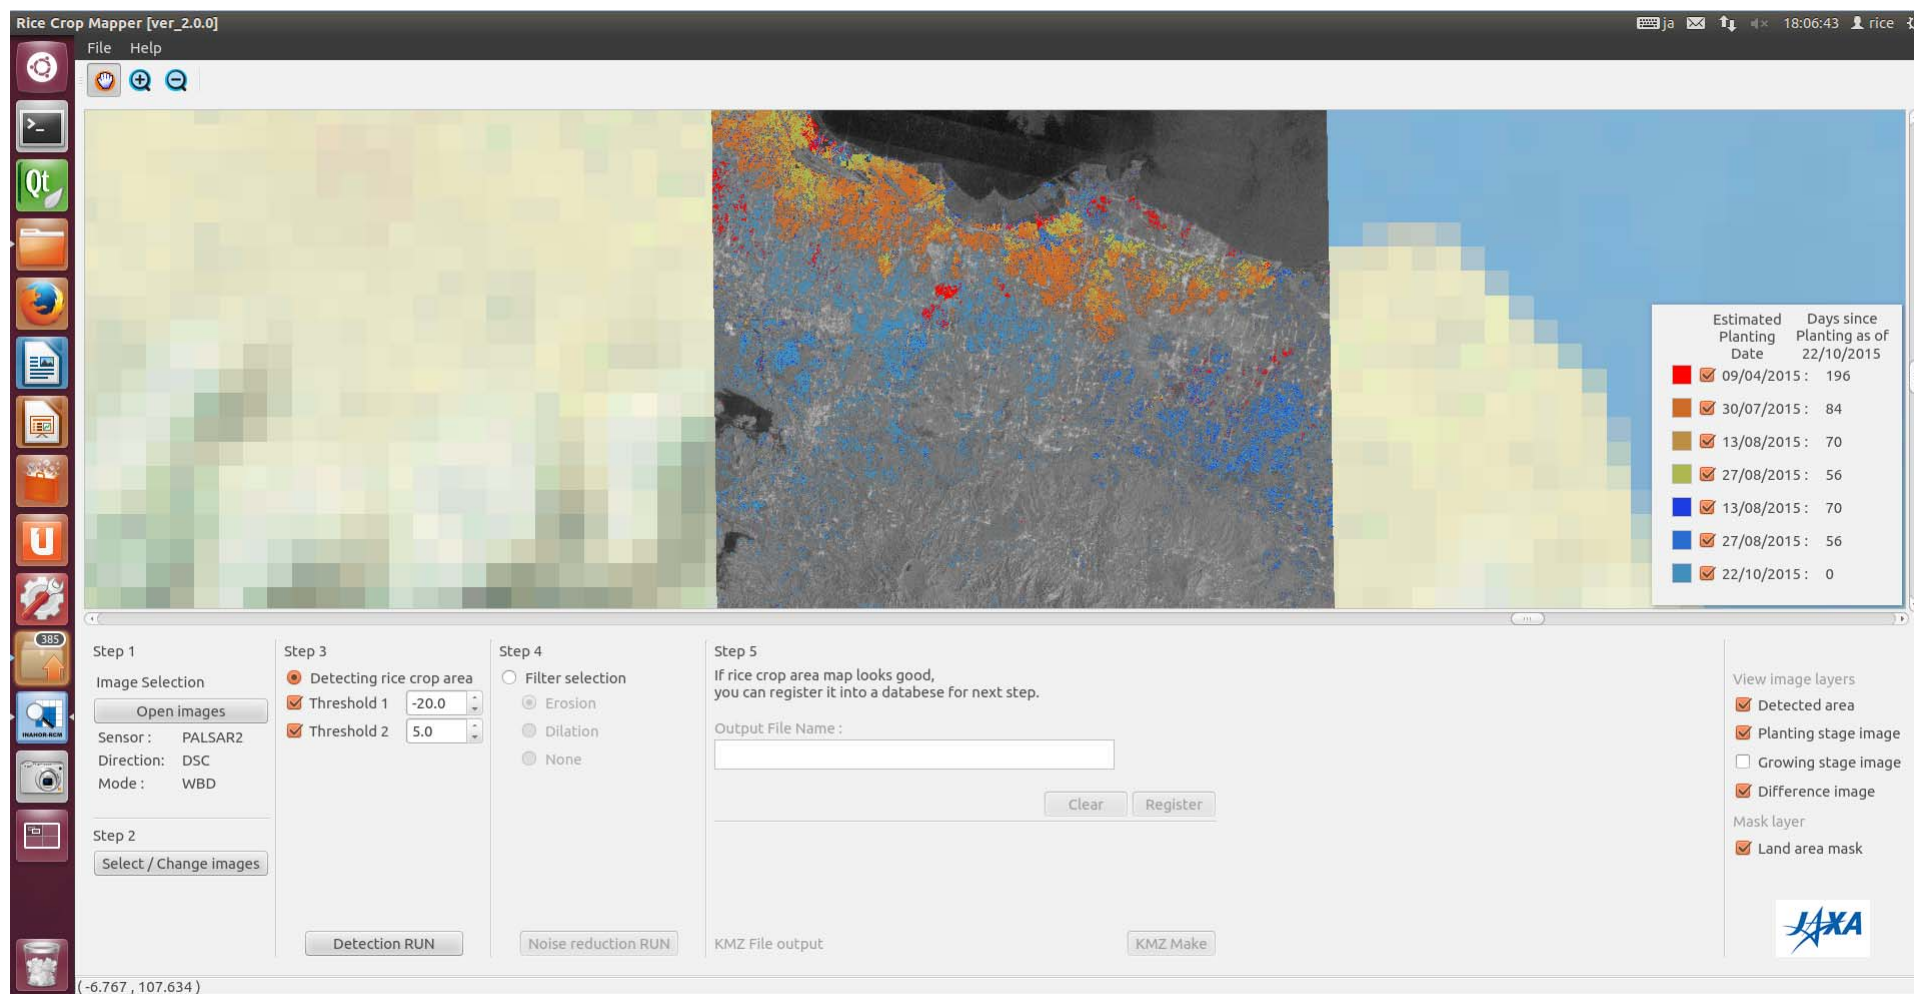 Rice Crop Mapper [ver_2.0.0]
ja
18:06:43
rice
File Help
>_
Qt
U
385
INAHOR-RCM
Estimated Planting Date
Days since Planting as of 22/10/2015
09/04/2015 : 196
30/07/2015 : 84
13/08/2015 : 70
27/08/2015 : 56
13/08/2015 : 70
27/08/2015 : 56
22/10/2015 : 0
Step 1
Image Selection
Open images
Sensor : PALSAR2
Direction: DSC
Mode : WBD
Step 2
Select / Change images
Step 3
Detecting rice crop area
Threshold 1 -20.0
Threshold 2 5.0
Detection RUN
Step 4
Filter selection
Erosion
Dilation
None
Noise reduction RUN
Step 5
If rice crop area map looks good,
you can register it into a databese for next step.
Output File Name :
Clear Register
KMZ File output KMZ Make
View image layers
Detected area
Planting stage image
Growing stage image
Difference image
Mask layer
Land area mask
JAXA
( -6.767 , 107.634 )